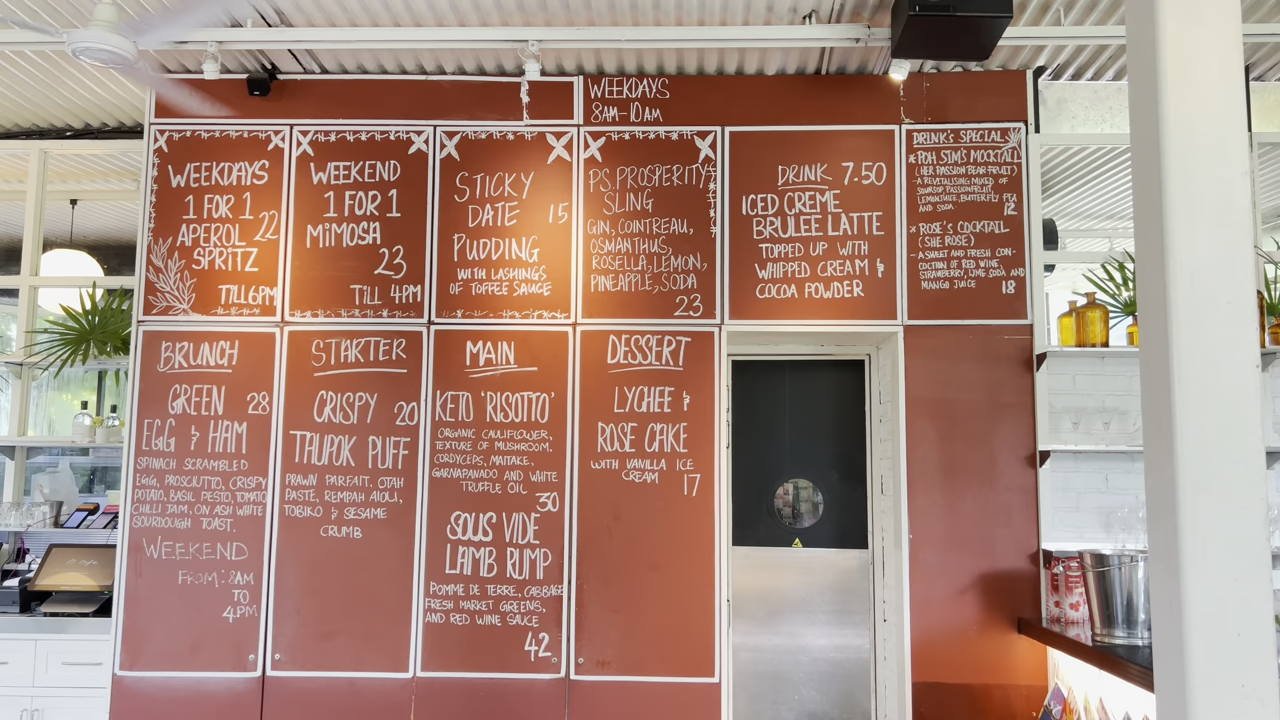 WEEKDAYS
8AM-10AM
WEEKDAYS
1 FOR 1
APEROL 22
SPRITZ
TILL 6PM
WEEKEND
1 FOR 1
MIMOSA
23
TILL 4PM
STICKY
DATE 15
PUDDING
WITH LASHINGS
OF TOFFEE SAUCE
PS.PROSPERITY
SLING
GIN, COINTREAU,
OSMANTHUS,
ROSELLA, LEMON,
PINEAPPLE, SODA
23
DRINK 7.50
ICED CREME
BRULEE LATTE
TOPPED UP WITH
WHIPPED CREAM &
COCOA POWDER
DRINK'S SPECIAL
* POH SIM'S MOCKTAIL
(HER PASSION BEAR FRUIT)
- A REVITALISING MIXED OF
SOURSOP, PASSIONFRUIT,
LEMON JUICE, BUTTERFLY PEA
AND SODA. 12
* ROSE'S COCKTAIL
(SHE ROSE)
- A SWEET AND FRESH CON-
COCTION OF RED WINE,
STRAWBERRY, LIME, SODA AND
MANGO JUICE 18
BRUNCH
GREEN 28
EGG & HAM
SPINACH SCRAMBLED
EGG, PROSCIUTTO, CRISPY
POTATO, BASIL PESTO, TOMATO
CHILLI JAM, ON ASH WHITE
SOURDOUGH TOAST.
WEEKEND
FROM: 8AM
TO
4.PM
STARTER
CRISPY 20
TAUPOK PUFF
PRAWN PARFAIT, OTAH
PASTE, REMPAH AIOLI,
TOBIKO & SESAME
CRUMB
MAIN
KETO 'RISOTTO'
ORGANIC CAULIFLOWER,
TEXTURE OF MUSHROOM.
CORDYCEPS, MAITAKE,
GARNAPANADO AND WHITE
TRUFFLE OIL
30
SOUS VIDE
LAMB RUMP
POMME DE TERRE, CABBAGE
FRESH MARKET GREENS,
AND RED WINE SAUCE
42
DESSERT
LYCHEE &
ROSE CAKE
WITH VANILLA ICE
CREAM 17